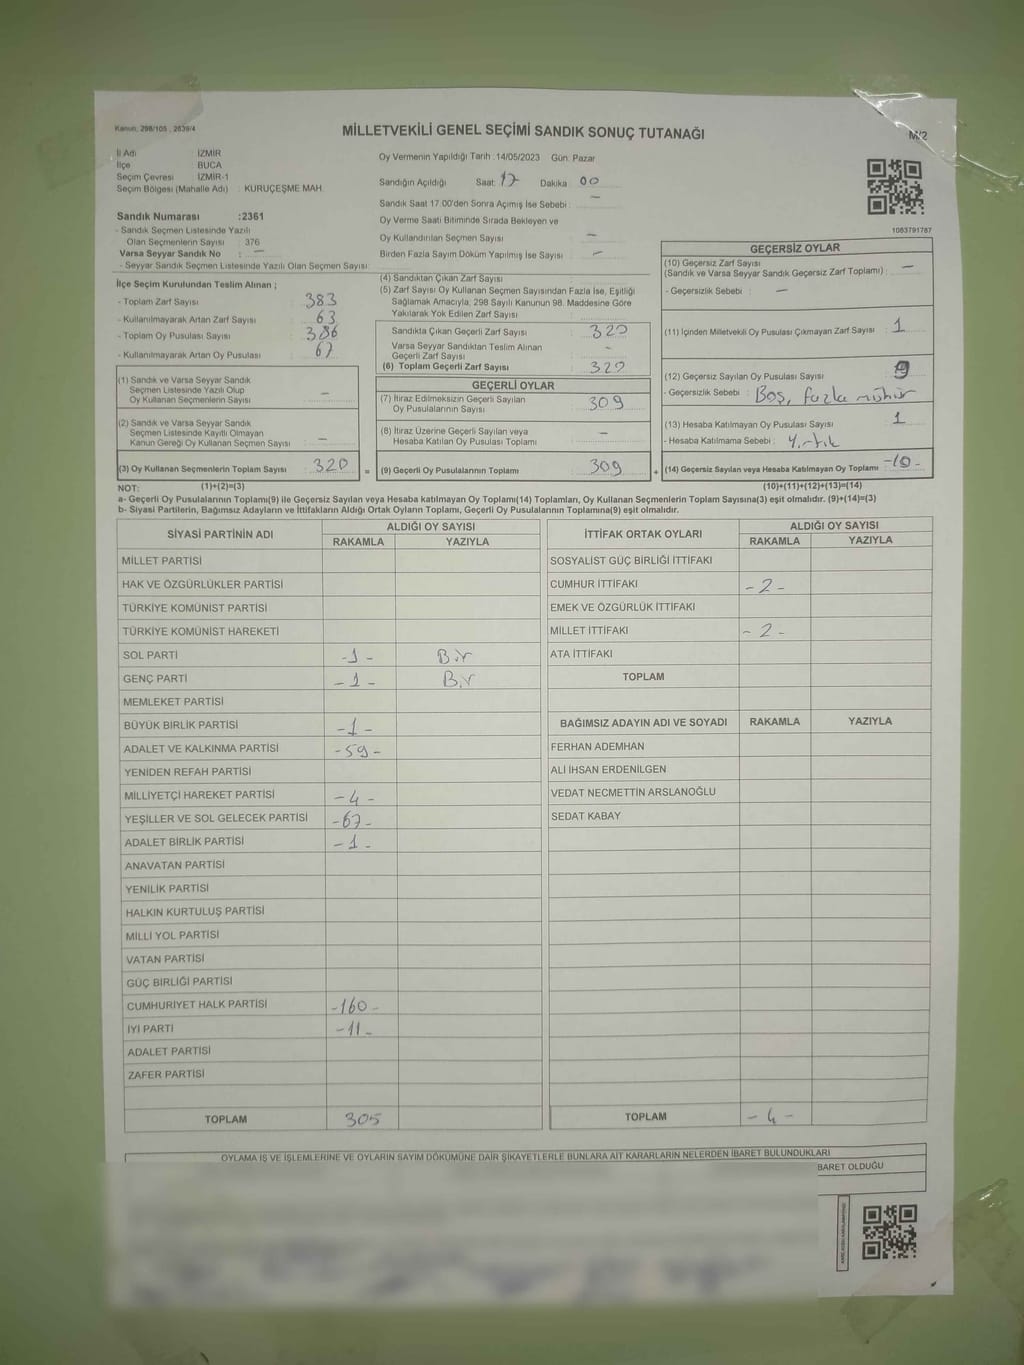 Kanun: 298/105 , 2839/4
MİLLETVEKİLİ GENEL SEÇİMİ SANDIK SONUÇ TUTANAĞI
M/2
İl Adı : İZMİR
İlçe : BUCA
Seçim Çevresi : İZMİR-1
Seçim Bölgesi (Mahalle Adı) : KURUÇEŞME MAH.
Oy Vermenin Yapıldığı Tarih :14/05/2023 Gün: Pazar
Sandığın Açıldığı Saat: 17 Dakika: 00
Sandık Saat 17.00'den Sonra Açımış İse Sebebi : —
Oy Verme Saati Bitiminde Sırada Bekleyen ve
Oy Kullandırılan Seçmen Sayısı —
Birden Fazla Sayım Döküm Yapılmış İse Sayısı : —
1083791787
Sandık Numarası :2361
- Sandık Seçmen Listesinde Yazılı
Olan Seçmenlerin Sayısı : 376
Varsa Seyyar Sandık No : —
- Seyyar Sandık Seçmen Listesinde Yazılı Olan Seçmen Sayısı:
İlçe Seçim Kurulundan Teslim Alınan ;
- Toplam Zarf Sayısı : 383
- Kullanılmayarak Artan Zarf Sayısı : 63
- Toplam Oy Pusulası Sayısı : 386
- Kullanılmayarak Artan Oy Pusulası : 67
(1) Sandık ve Varsa Seyyar Sandık
Seçmen Listesinde Yazılı Olup
Oy Kullanan Seçmenlerin Sayısı —
(2) Sandık ve Varsa Seyyar Sandık
Seçmen Listesinde Kayıtlı Olmayan
Kanun Gereği Oy Kullanan Seçmen Sayısı : —
(3) Oy Kullanan Seçmenlerin Toplam Sayısı : 320
(4) Sandıktan Çıkan Zarf Sayısı :
(5) Zarf Sayısı Oy Kullanan Seçmen Sayısından Fazla İse, Eşitliği
Sağlamak Amacıyla, 298 Sayılı Kanunun 98. Maddesine Göre
Yakılarak Yok Edilen Zarf Sayısı :
Sandıkta Çıkan Geçerli Zarf Sayısı : 320
Varsa Seyyar Sandıktan Teslim Alınan
Geçerli Zarf Sayısı : -
(6) Toplam Geçerli Zarf Sayısı : 320
GEÇERLİ OYLAR
(7) İtiraz Edilmeksizin Geçerli Sayılan
Oy Pusulalarının Sayısı : 309
(8) İtiraz Üzerine Geçerli Sayılan veya
Hesaba Katılan Oy Pusulası Toplamı : —
= (9) Geçerli Oy Pusulalarının Toplamı : 309
GEÇERSİZ OYLAR
(10) Geçersiz Zarf Sayısı
(Sandık ve Varsa Seyyar Sandık Geçersiz Zarf Toplamı) : —
- Geçersizlik Sebebi : —
(11) İçinden Milletvekili Oy Pusulası Çıkmayan Zarf Sayısı : 1
(12) Geçersiz Sayılan Oy Pusulası Sayısı :
- Geçersizlik Sebebi : Boş, fazla mühür
(13) Hesaba Katılmayan Oy Pusulası Sayısı : 1
- Hesaba Katılmama Sebebi : Yırtık
+ (14) Geçersiz Sayılan veya Hesaba Katılmayan Oy Toplamı : -10-
NOT: (1)+(2)=(3) (10)+(11)+(12)+(13)=(14)
a- Geçerli Oy Pusulalarının Toplamı(9) ile Geçersiz Sayılan veya Hesaba katılmayan Oy Toplamı(14) Toplamları, Oy Kullanan Seçmenlerin Toplam Sayısına(3) eşit olmalıdır. (9)+(14)=(3)
b- Siyasi Partilerin, Bağımsız Adayların ve İttifakların Aldığı Ortak Oyların Toplamı, Geçerli Oy Pusulalarının Toplamına(9) eşit olmalıdır.
SİYASİ PARTİNİN ADI
ALDIĞI OY SAYISI
RAKAMLA YAZIYLA
MİLLET PARTİSİ
HAK VE ÖZGÜRLÜKLER PARTİSİ
TÜRKİYE KOMÜNİST PARTİSİ
TÜRKİYE KOMÜNİST HAREKETİ
SOL PARTİ -1- Bir
GENÇ PARTİ -1- Bir
MEMLEKET PARTİSİ
BÜYÜK BİRLİK PARTİSİ -1-
ADALET VE KALKINMA PARTİSİ -59-
YENİDEN REFAH PARTİSİ
MİLLİYETÇİ HAREKET PARTİSİ -4-
YEŞİLLER VE SOL GELECEK PARTİSİ -67-
ADALET BİRLİK PARTİSİ -1-
ANAVATAN PARTİSİ
YENİLİK PARTİSİ
HALKIN KURTULUŞ PARTİSİ
MİLLİ YOL PARTİSİ
VATAN PARTİSİ
GÜÇ BİRLİĞİ PARTİSİ
CUMHURİYET HALK PARTİSİ -160-
İYİ PARTİ -11-
ADALET PARTİSİ
ZAFER PARTİSİ
TOPLAM 305
İTTİFAK ORTAK OYLARI
ALDIĞI OY SAYISI
RAKAMLA YAZIYLA
SOSYALİST GÜÇ BİRLİĞİ İTTİFAKI
CUMHUR İTTİFAKI -2-
EMEK VE ÖZGÜRLÜK İTTİFAKI
MİLLET İTTİFAKI -2-
ATA İTTİFAKI
TOPLAM
BAĞIMSIZ ADAYIN ADI VE SOYADI RAKAMLA YAZIYLA
FERHAN ADEMHAN
ALİ İHSAN ERDENİLGEN
VEDAT NECMETTİN ARSLANOĞLU
SEDAT KABAY
TOPLAM -4-
OYLAMA İŞ VE İŞLEMLERİNE VE OYLARIN SAYIM DÖKÜMÜNE DAİR ŞİKAYETLERLE BUNLARA AİT KARARLARIN NELERDEN İBARET BULUNDUKLARI
BARET OLDUĞU